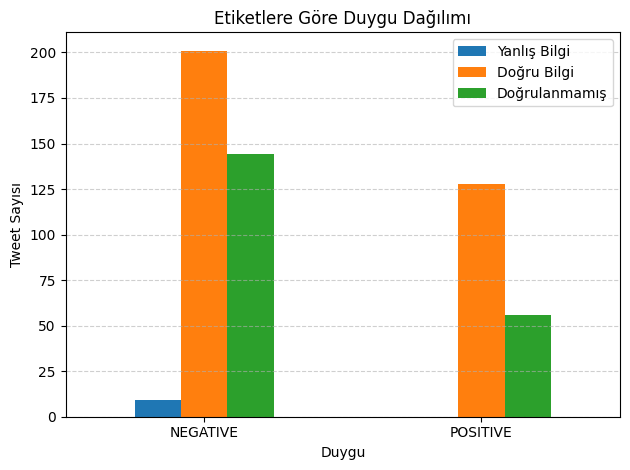 Etiketlere Göre Duygu Dağılımı
Yanlış Bilgi
Doğru Bilgi
Doğrulanmamış
Tweet Sayısı
200
175
150
125
100
75
50
25
0
NEGATIVE
POSITIVE
Duygu